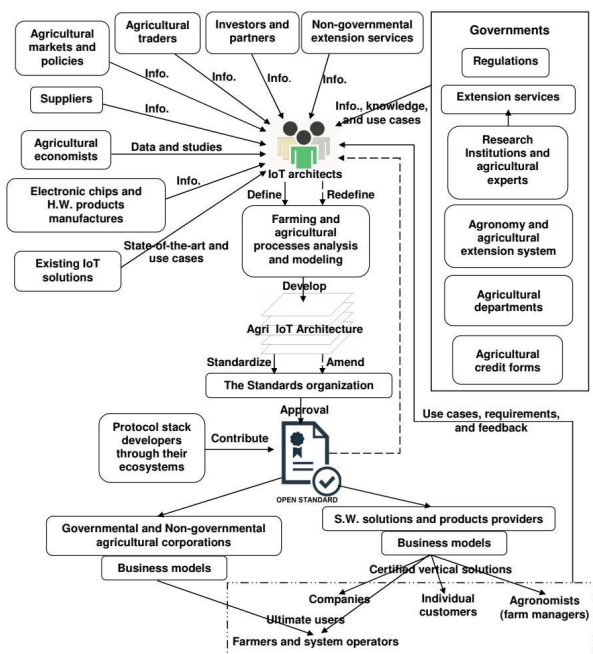 Agricultural
markets and
policies
Agricultural
traders
Investors and
partners
Non-governmental
extension services
Governments
Regulations
Extension services
Research
Institutions and
agricultural
experts
Agronomy and
agricultural
extension system
Agricultural
departments
Agricultural
credit forms
Info.
Info.
Info.
Info.
Suppliers
Info.
Info., knowledge,
and use cases
Agricultural
economists
Data and studies
IoT architects
Electronic chips and
H.W. products
manufactures
Info.
Define
Redefine
Existing IoT
solutions
State-of-the-art and
use cases
Farming and
agricultural
processes analysis
and modeling
Develop
Agri IoT Architecture
Standardize
Amend
The Standards organization
Approval
Use cases, requirements,
and feedback
Protocol stack
developers
through their
ecosystems
Contribute
OPEN STANDARD
Governmental and Non-governmental
agricultural corporations
Business models
S.W. solutions and products providers
Business models
Certified vertical solutions
Companies
Individual
customers
Agronomists
(farm managers)
Ultimate users
Farmers and system operators